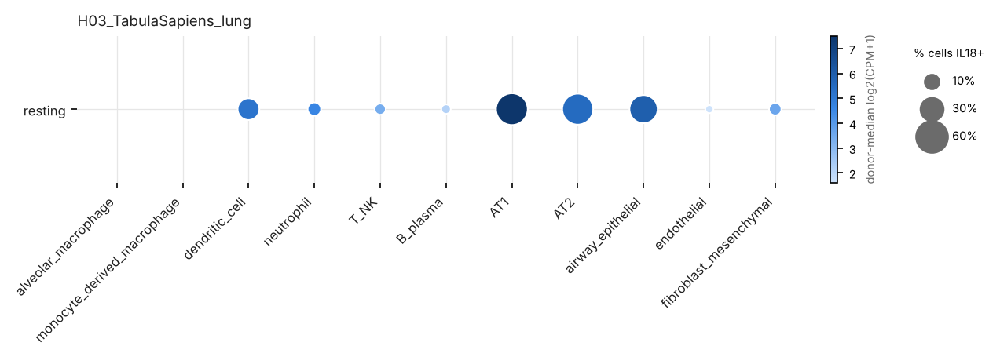 H03_TabulaSapiens_lung
resting
alveolar_macrophage
monocyte_derived_macrophage
dendritic_cell
neutrophil
T_NK
B_plasma
AT1
AT2
airway_epithelial
endothelial
fibroblast_mesenchymal
7
6
5
4
3
2
donor-median log2(CPM+1)
% cells IL18+
10%
30%
60%